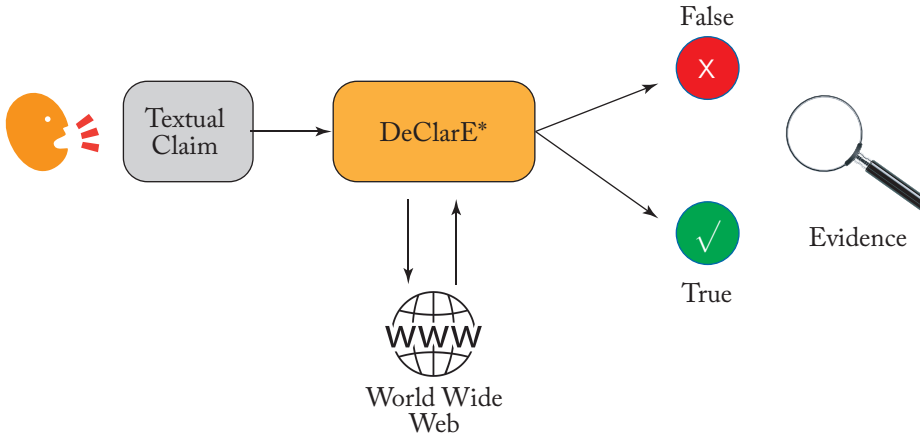 False
X
Textual
Claim
DeClarE*
√
Evidence
True
WWW
World Wide
Web